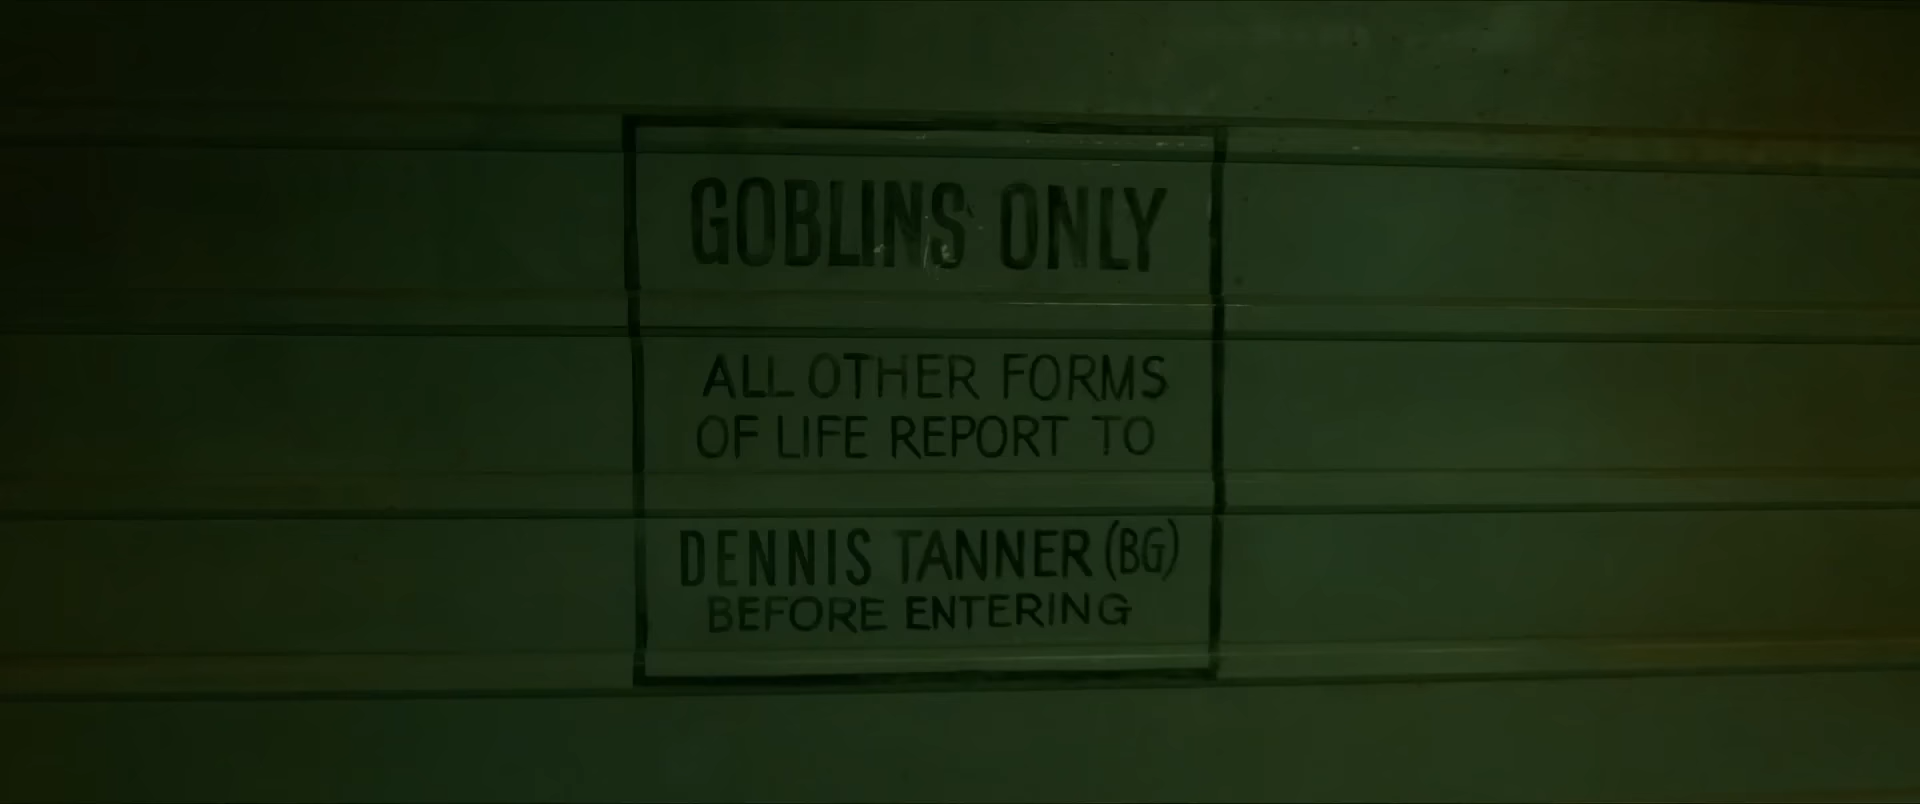 GOBLINS ONLY
ALL OTHER FORMS
OF LIFE REPORT TO
DENNIS TANNER (BG)
BEFORE ENTERING